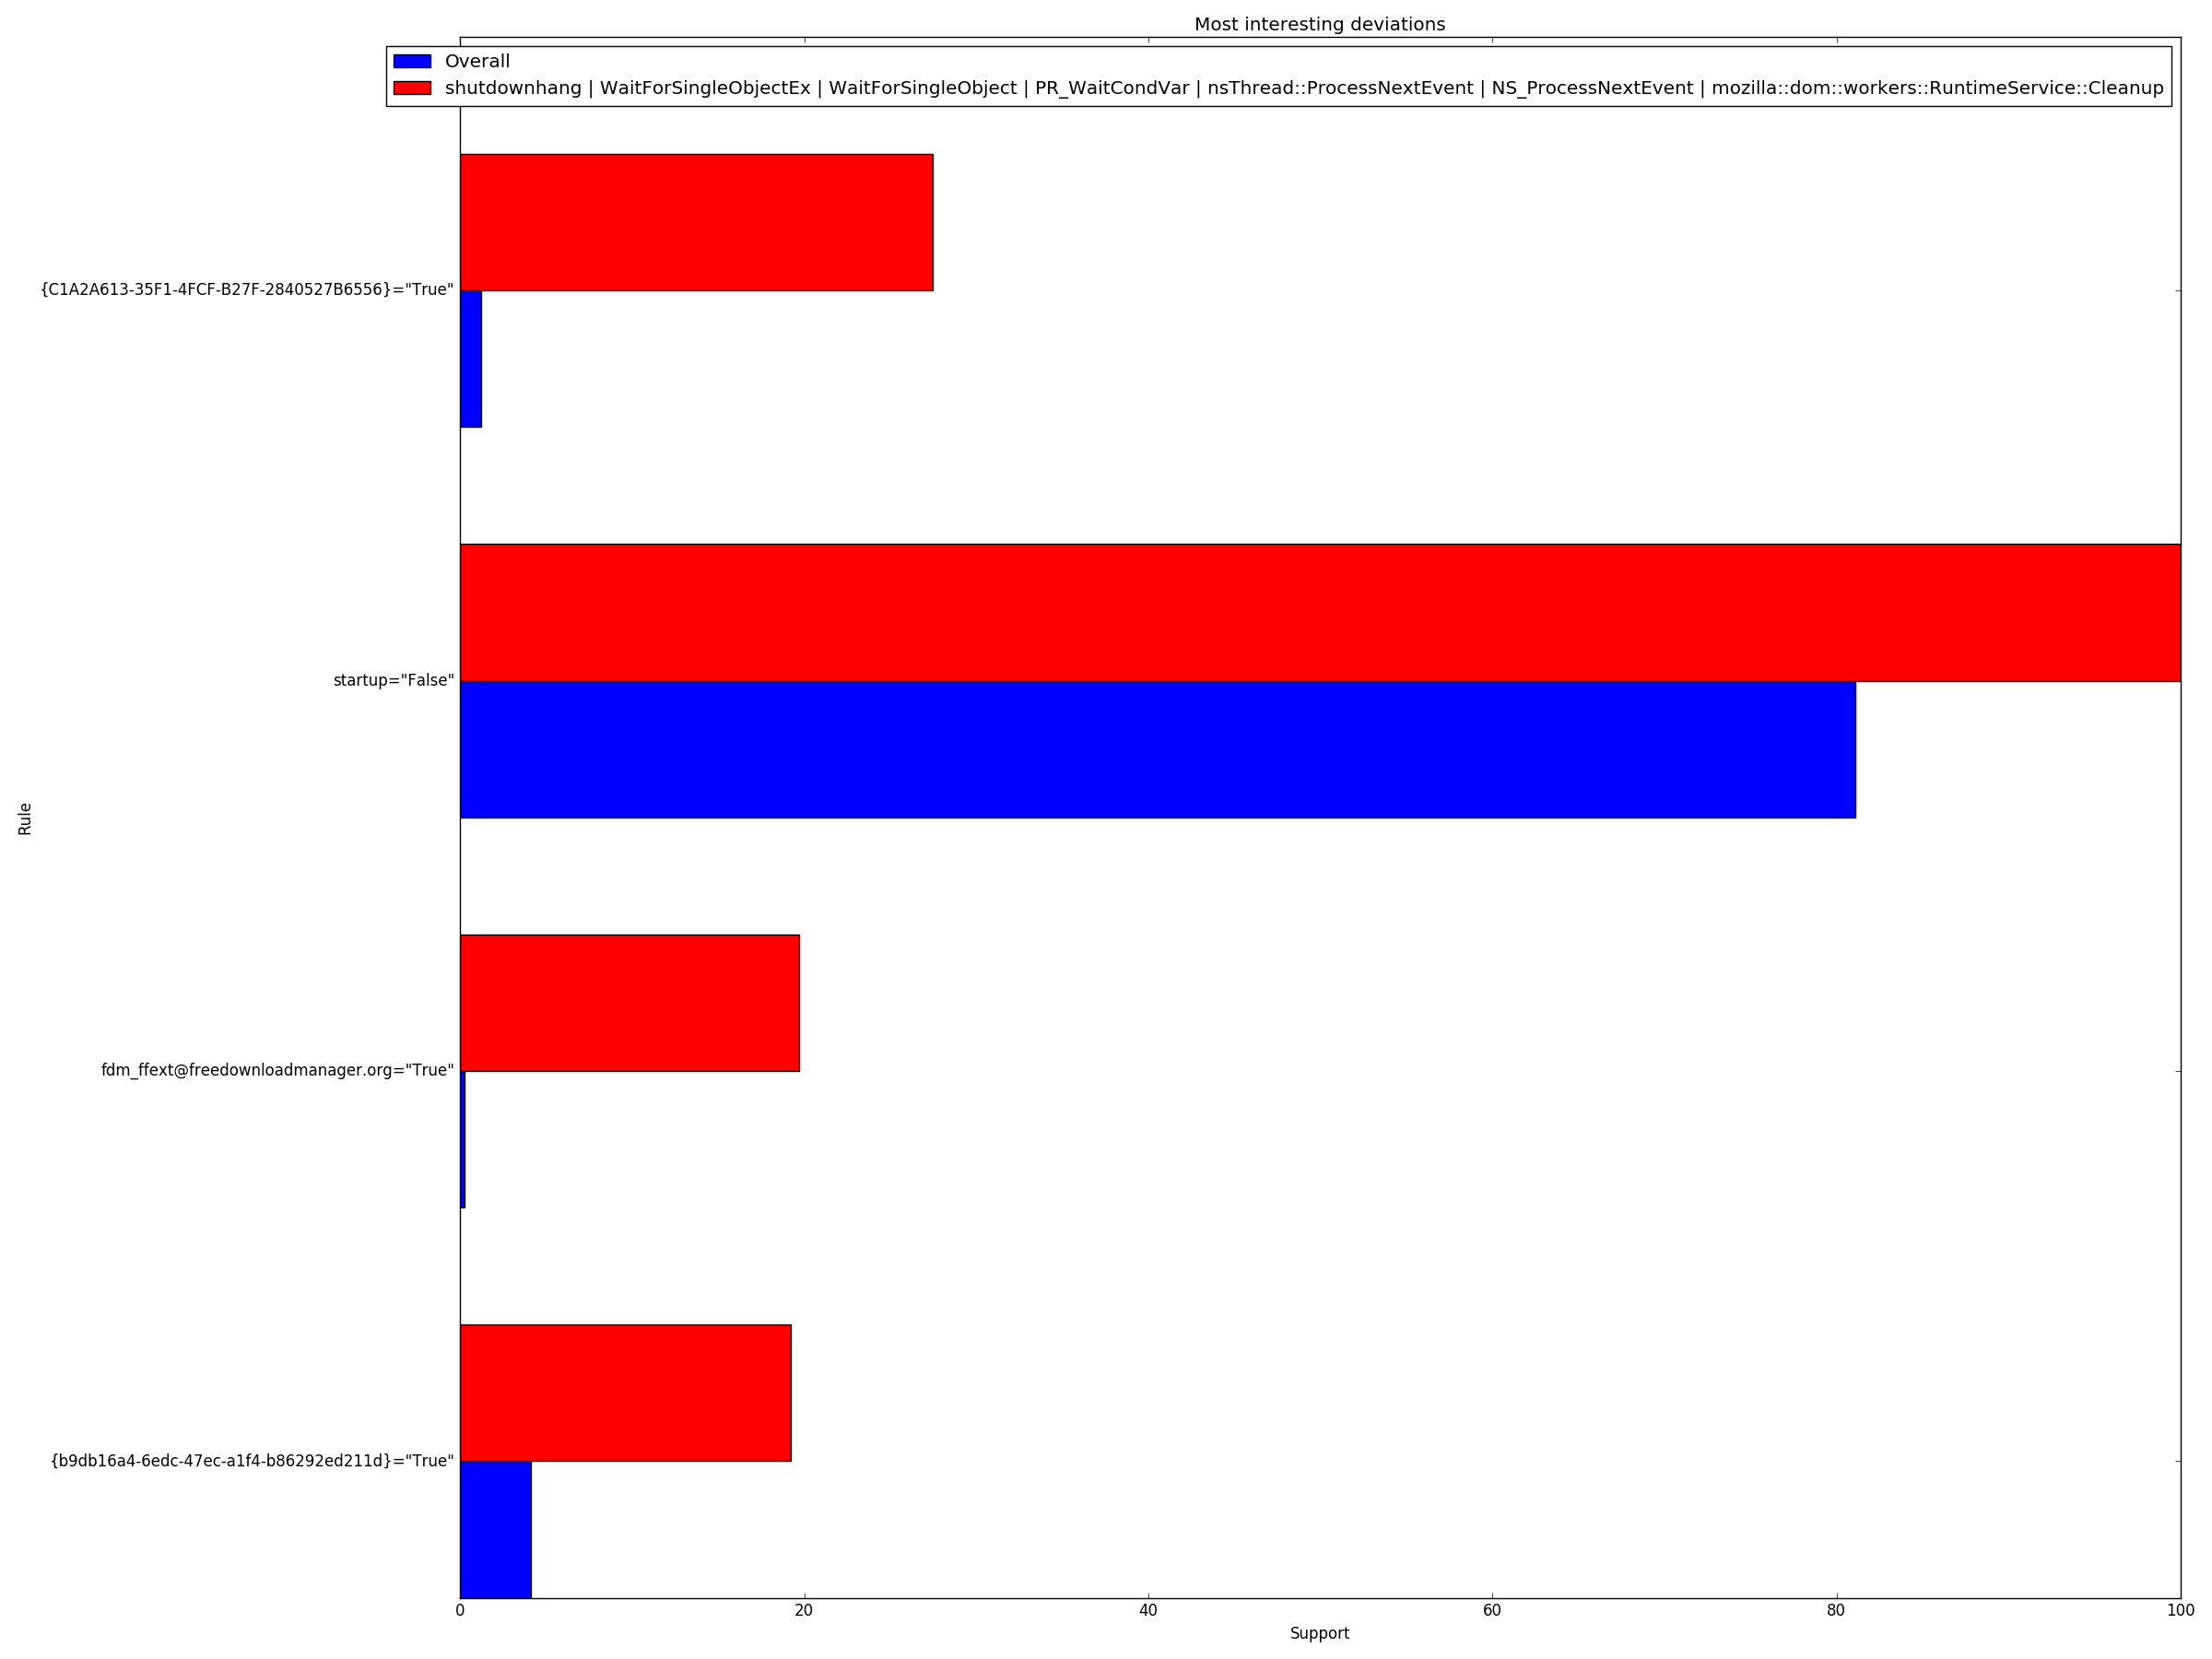 Most interesting deviations
Overall
shutdownhang | WaitForSingleObjectEx | WaitForSingleObject | PR_WaitCondVar | nsThread::ProcessNextEvent | NS_ProcessNextEvent | mozilla::dom::workers::RuntimeService::Cleanup
{C1A2A613-35F1-4FCF-B27F-2840527B6556}="True"
startup="False"
Rule
fdm_ffext@freedownloadmanager.org="True"
{b9db16a4-6edc-47ec-a1f4-b86292ed211d}="True"
0 20 40 60 80 100
Support